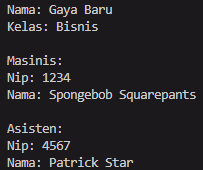 Nama: Gaya Baru
Kelas: Bisnis

Masinis:
Nip: 1234
Nama: Spongebob Squarepants

Asisten:
Nip: 4567
Nama: Patrick Star